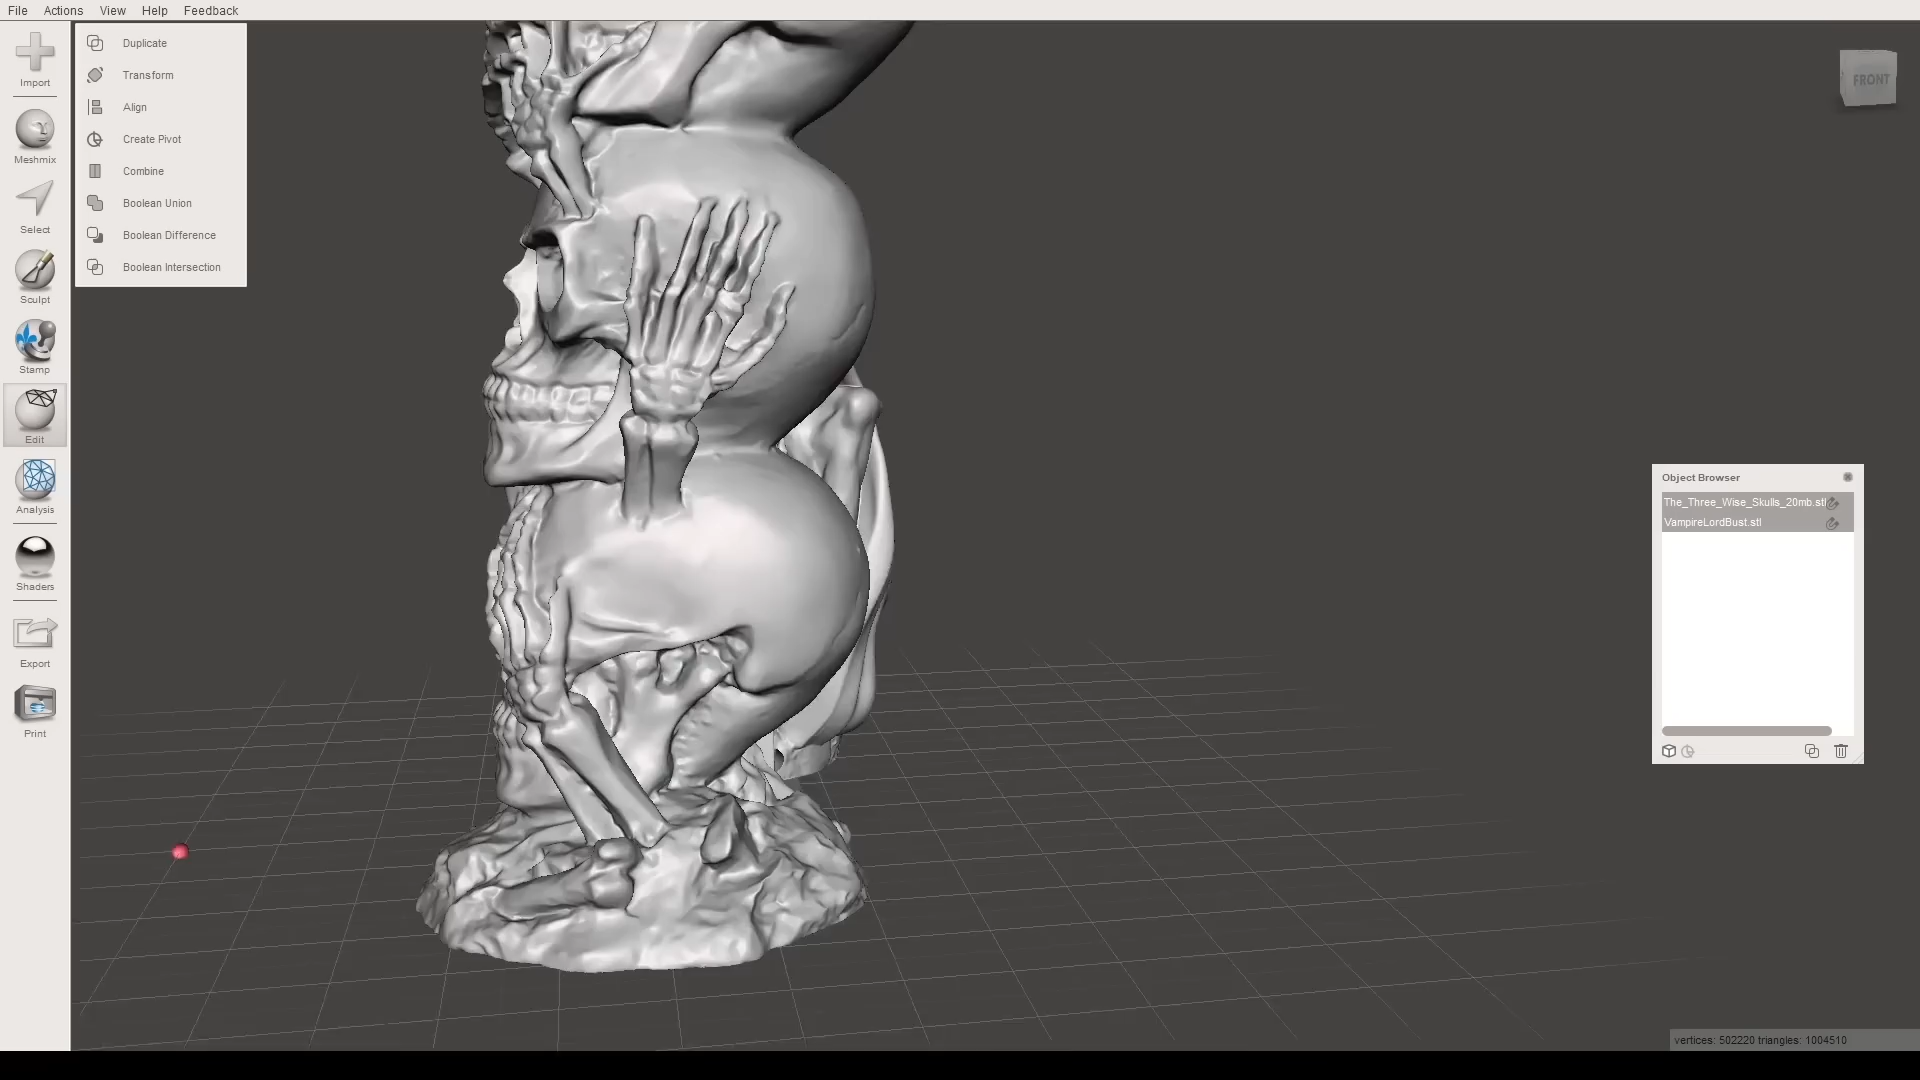 File Actions View Help Feedback
Import
Meshmix
Select
Sculpt
Stamp
Edit
Analysis
Shaders
Export
Print
Duplicate
Transform
Align
Create Pivot
Combine
Boolean Union
Boolean Difference
Boolean Intersection
FRONT
Object Browser
The_Three_Wise_Skulls_20mb.stl
VampireLordBust.stl
vertices: 502220 triangles: 1004510